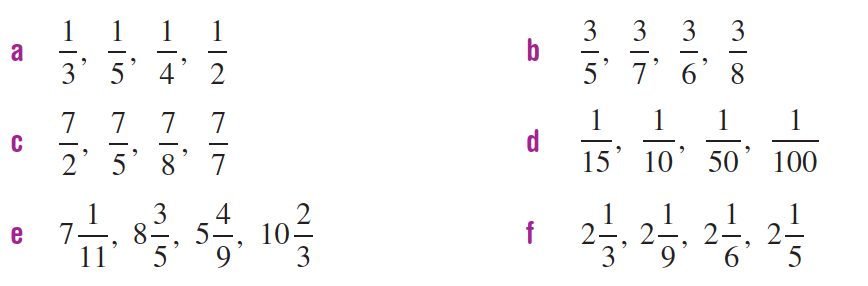 a 1/3, 1/5, 1/4, 1/2
b 3/5, 3/7, 3/6, 3/8
c 7/2, 7/5, 7/8, 7/7
d 1/15, 1/10, 1/50, 1/100
e 7 1/11, 8 3/5, 5 4/9, 10 2/3
f 2 1/3, 2 1/9, 2 1/6, 2 1/5